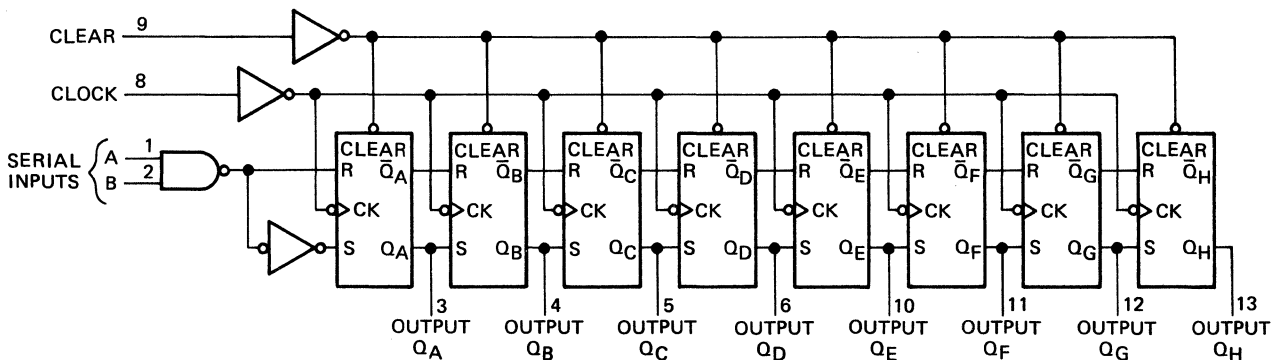 CLEAR 9
CLOCK 8
SERIAL INPUTS { A 1
B 2
CLEAR CLEAR CLEAR CLEAR CLEAR CLEAR CLEAR CLEAR
R Q̅A R Q̅B R Q̅C R Q̅D R Q̅E R Q̅F R Q̅G R Q̅H
CK CK CK CK CK CK CK CK
S QA S QB S QC S QD S QE S QF S QG S QH
3 4 5 6 10 11 12 13
OUTPUT OUTPUT OUTPUT OUTPUT OUTPUT OUTPUT OUTPUT OUTPUT
QA QB QC QD QE QF QG QH